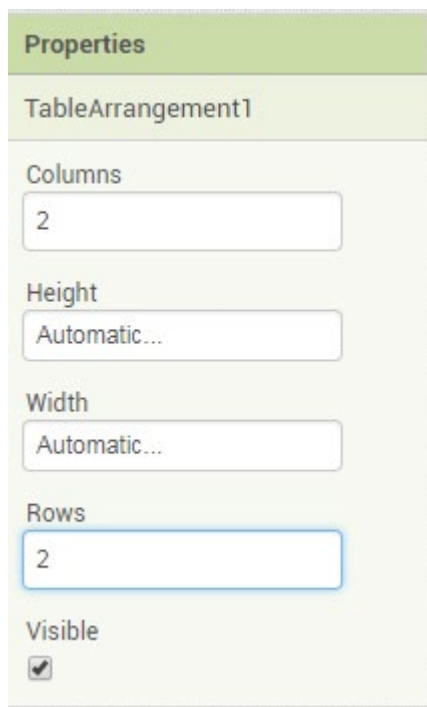 Properties
TableArrangement1
Columns
2
Height
Automatic...
Width
Automatic...
Rows
2
Visible